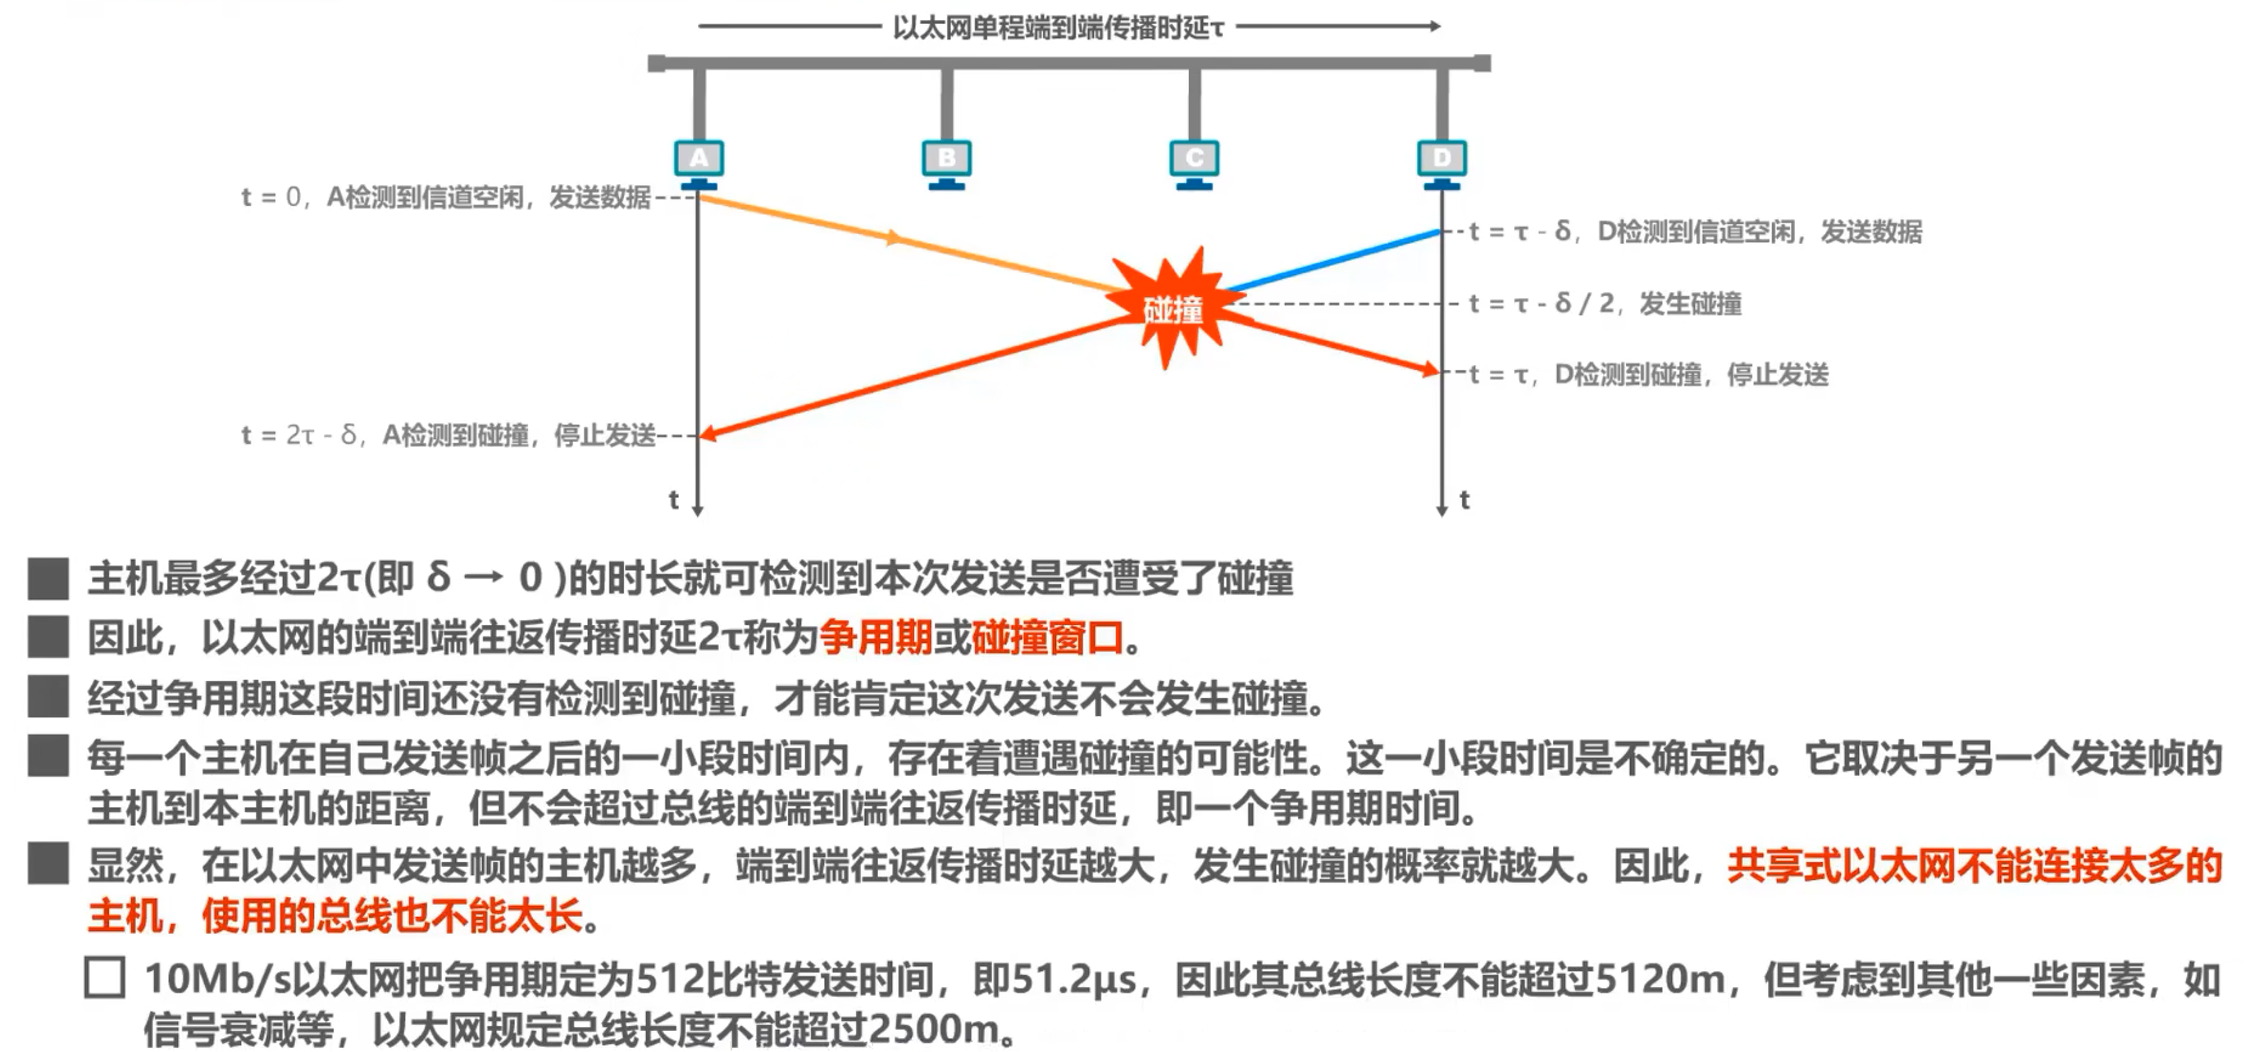 以太网单程端到端传播时延τ
A
B
C
D
t = 0，A检测到信道空闲，发送数据
t = τ - δ，D检测到信道空闲，发送数据
碰撞
t = τ - δ / 2，发生碰撞
t = τ，D检测到碰撞，停止发送
t = 2τ - δ，A检测到碰撞，停止发送
t
t
主机最多经过2τ(即 δ → 0 )的时长就可检测到本次发送是否遭受了碰撞
因此，以太网的端到端往返传播时延2τ称为争用期或碰撞窗口。
经过争用期这段时间还没有检测到碰撞，才能肯定这次发送不会发生碰撞。
每一个主机在自己发送帧之后的一小段时间内，存在着遭遇碰撞的可能性。这一小段时间是不确定的。它取决于另一个发送帧的
主机到本主机的距离，但不会超过总线的端到端往返传播时延，即一个争用期时间。
显然，在以太网中发送帧的主机越多，端到端往返传播时延越大，发生碰撞的概率就越大。因此，共享式以太网不能连接太多的
主机，使用的总线也不能太长。
10Mb/s以太网把争用期定为512比特发送时间，即51.2μs，因此其总线长度不能超过5120m，但考虑到其他一些因素，如
信号衰减等，以太网规定总线长度不能超过2500m。